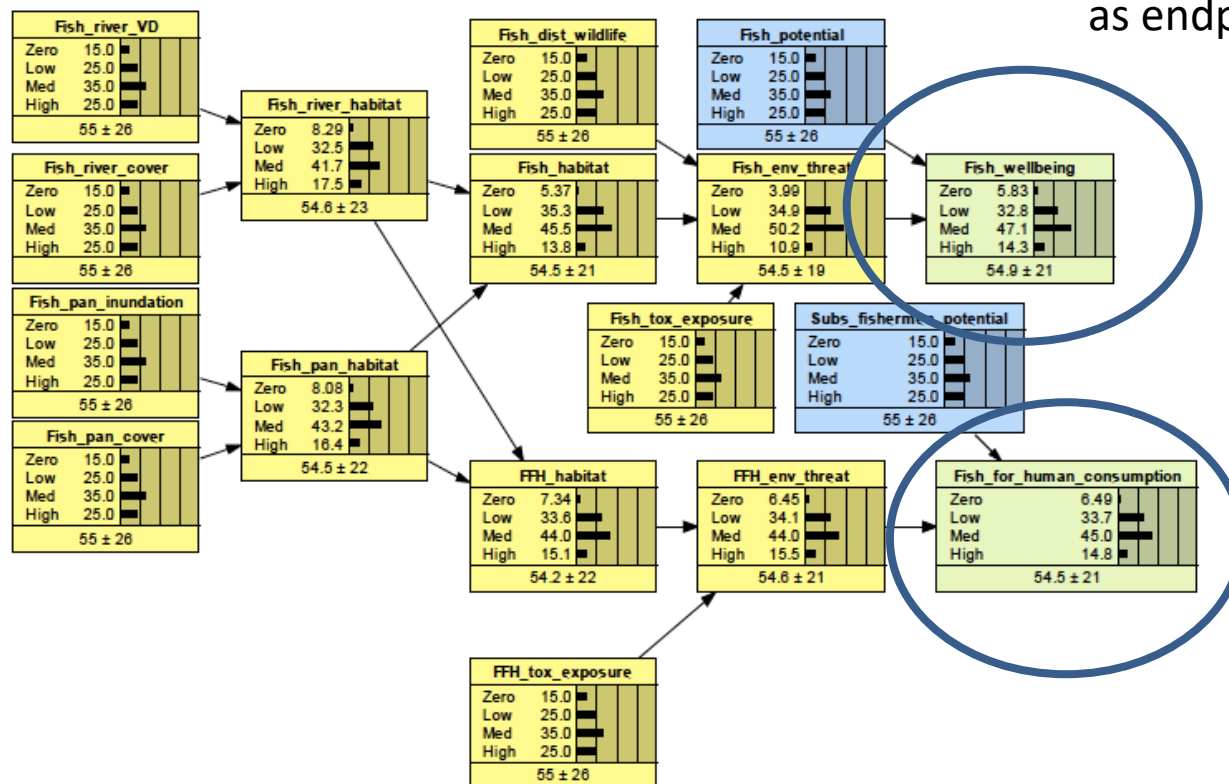 as endp
Fish_river_VD
Zero 15.0
Low 25.0
Med 35.0
High 25.0
55 ± 26
Fish_river_cover
Zero 15.0
Low 25.0
Med 35.0
High 25.0
55 ± 26
Fish_pan_inundation
Zero 15.0
Low 25.0
Med 35.0
High 25.0
55 ± 26
Fish_pan_cover
Zero 15.0
Low 25.0
Med 35.0
High 25.0
55 ± 26
Fish_river_habitat
Zero 8.29
Low 32.5
Med 41.7
High 17.5
54.6 ± 23
Fish_pan_habitat
Zero 8.08
Low 32.3
Med 43.2
High 16.4
54.5 ± 22
Fish_dist_wildlife
Zero 15.0
Low 25.0
Med 35.0
High 25.0
55 ± 26
Fish_habitat
Zero 5.37
Low 35.3
Med 45.5
High 13.8
54.5 ± 21
FFH_habitat
Zero 7.34
Low 33.6
Med 44.0
High 15.1
54.2 ± 22
FFH_tox_exposure
Zero 15.0
Low 25.0
Med 35.0
High 25.0
55 ± 26
Fish_potential
Zero 15.0
Low 25.0
Med 35.0
High 25.0
55 ± 26
Fish_env_threat
Zero 3.99
Low 34.9
Med 50.2
High 10.9
54.5 ± 19
Fish_tox_exposure
Zero 15.0
Low 25.0
Med 35.0
High 25.0
55 ± 26
FFH_env_threat
Zero 6.45
Low 34.1
Med 44.0
High 15.5
54.6 ± 21
Fish_wellbeing
Zero 5.83
Low 32.8
Med 47.1
High 14.3
54.9 ± 21
Subs_fishermen_potential
Zero 15.0
Low 25.0
Med 35.0
High 25.0
55 ± 26
Fish_for_human_consumption
Zero 6.49
Low 33.7
Med 45.0
High 14.8
54.5 ± 21